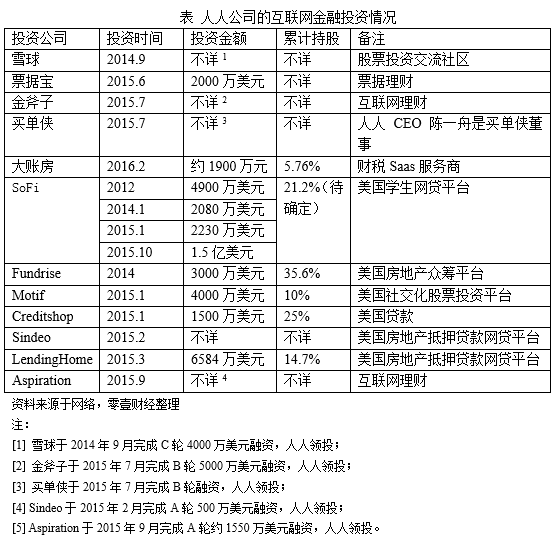 表 人人公司的互联网金融投资情况
投资公司 投资时间 投资金额 累计持股 备注
雪球 2014.9 不详 1 不详 股票投资交流社区
票据宝 2015.6 2000 万美元 不详 票据理财
金斧子 2015.7 不详 2 不详 互联网理财
买单侠 2015.7 不详 3 不详 人人 CEO 陈一舟是买单侠董
事
大账房 2016.2 约 1900 万元 5.76% 财税 Saas 服务商
SoFi 2012 4900 万美元 21.2%(待 美国学生网贷平台
2014.1 2080 万美元 确定)
2015.1 2230 万美元
2015.10 1.5 亿美元
Fundrise 2014 3000 万美元 35.6% 美国房地产众筹平台
Motif 2015.1 4000 万美元 10% 美国社交化股票投资平台
Creditshop 2015.1 1500 万美元 25% 美国贷款
Sindeo 2015.2 不详 不详 美国房地产抵押贷款网贷平台
LendingHome 2015.3 6584 万美元 14.7% 美国房地产抵押贷款网贷平台
Aspiration 2015.9 不详 4 不详 互联网理财
资料来源于网络，零壹财经整理
注：
[1] 雪球于 2014 年 9 月完成 C 轮 4000 万美元融资，人人领投；
[2] 金斧子于 2015 年 7 月完成 B 轮 5000 万美元融资，人人领投；
[3] 买单侠于 2015 年 7 月完成 B 轮融资，人人领投；
[4] Sindeo 于 2015 年 2 月完成 A 轮 500 万美元融资，人人领投；
[5] Aspiration 于 2015 年 9 月完成 A 轮约 1550 万美元融资，人人领投。